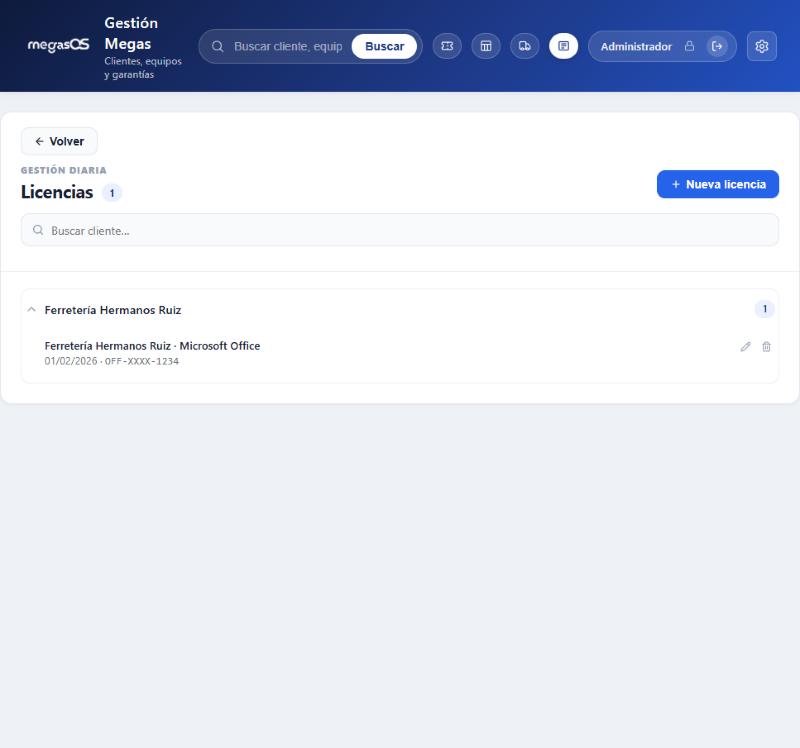 megasOS
Gestión
Megas
Clientes, equipos
y garantías
Buscar cliente, equip
Buscar
Administrador
← Volver
GESTIÓN DIARIA
Licencias 1
+ Nueva licencia
Buscar cliente...
Ferretería Hermanos Ruiz 1
Ferretería Hermanos Ruiz · Microsoft Office
01/02/2026 · OFF-XXXX-1234